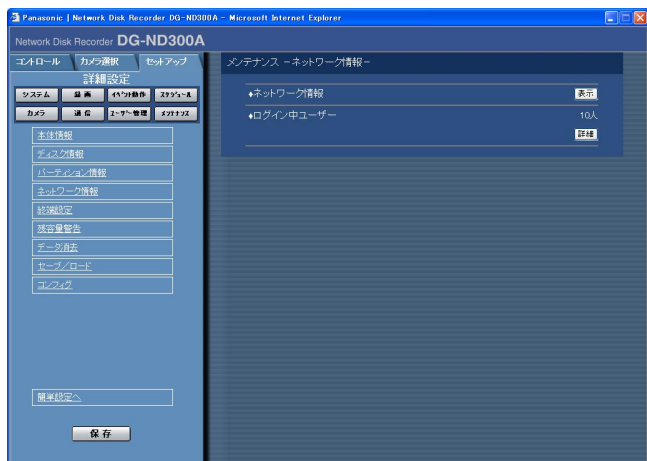 Panasonic | Network Disk Recorder DG-ND300A - Microsoft Internet Explorer
Network Disk Recorder DG-ND300A
コントロール カメラ選択 セットアップ
詳細設定
システム 録画 イベント動作 スケジュール
カメラ 通信 ユーザー管理 メンテナンス
本体情報
ディスク情報
パーティション情報
ネットワーク情報
終端設定
残容量警告
データ消去
セーブ/ロード
コンフィグ
簡単設定へ
保存
メンテナンス -ネットワーク情報-
♦ネットワーク情報 表示
♦ログイン中ユーザー 10人
詳細